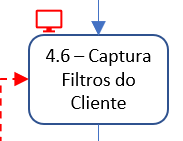 4.6 – Captura
Filtros do
Cliente